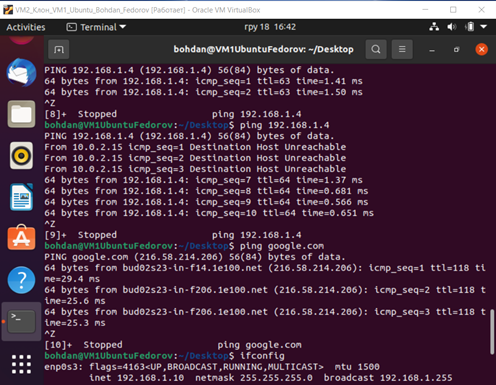 VM2_Клон_VM1_Ubuntu_Bohdan_Fedorov [Работает] - Oracle VM VirtualBox
Activities Terminal гру 18 16:42
bohdan@VM1UbuntuFedorov: ~/Desktop
PING 192.168.1.4 (192.168.1.4) 56(84) bytes of data.
64 bytes from 192.168.1.4: icmp_seq=1 ttl=63 time=1.41 ms
64 bytes from 192.168.1.4: icmp_seq=2 ttl=63 time=1.50 ms
^Z
[8]+  Stopped                 ping 192.168.1.4
bohdan@VM1UbuntuFedorov:~/Desktop$ ping 192.168.1.4
PING 192.168.1.4 (192.168.1.4) 56(84) bytes of data.
From 10.0.2.15 icmp_seq=1 Destination Host Unreachable
From 10.0.2.15 icmp_seq=2 Destination Host Unreachable
From 10.0.2.15 icmp_seq=3 Destination Host Unreachable
64 bytes from 192.168.1.4: icmp_seq=7 ttl=64 time=1.37 ms
64 bytes from 192.168.1.4: icmp_seq=8 ttl=64 time=0.681 ms
64 bytes from 192.168.1.4: icmp_seq=9 ttl=64 time=0.566 ms
64 bytes from 192.168.1.4: icmp_seq=10 ttl=64 time=0.651 ms
^Z
[9]+  Stopped                 ping 192.168.1.4
bohdan@VM1UbuntuFedorov:~/Desktop$ ping google.com
PING google.com (216.58.214.206) 56(84) bytes of data.
64 bytes from bud02s23-in-f14.1e100.net (216.58.214.206): icmp_seq=1 ttl=118 ti
me=29.4 ms
64 bytes from bud02s23-in-f206.1e100.net (216.58.214.206): icmp_seq=2 ttl=118 t
ime=25.6 ms
64 bytes from bud02s23-in-f206.1e100.net (216.58.214.206): icmp_seq=3 ttl=118 t
ime=25.3 ms
^Z
[10]+  Stopped                 ping google.com
bohdan@VM1UbuntuFedorov:~/Desktop$ ifconfig
enp0s3: flags=4163<UP,BROADCAST,RUNNING,MULTICAST>  mtu 1500
inet 192.168.1.10  netmask 255.255.255.0  broadcast 192.168.1.255